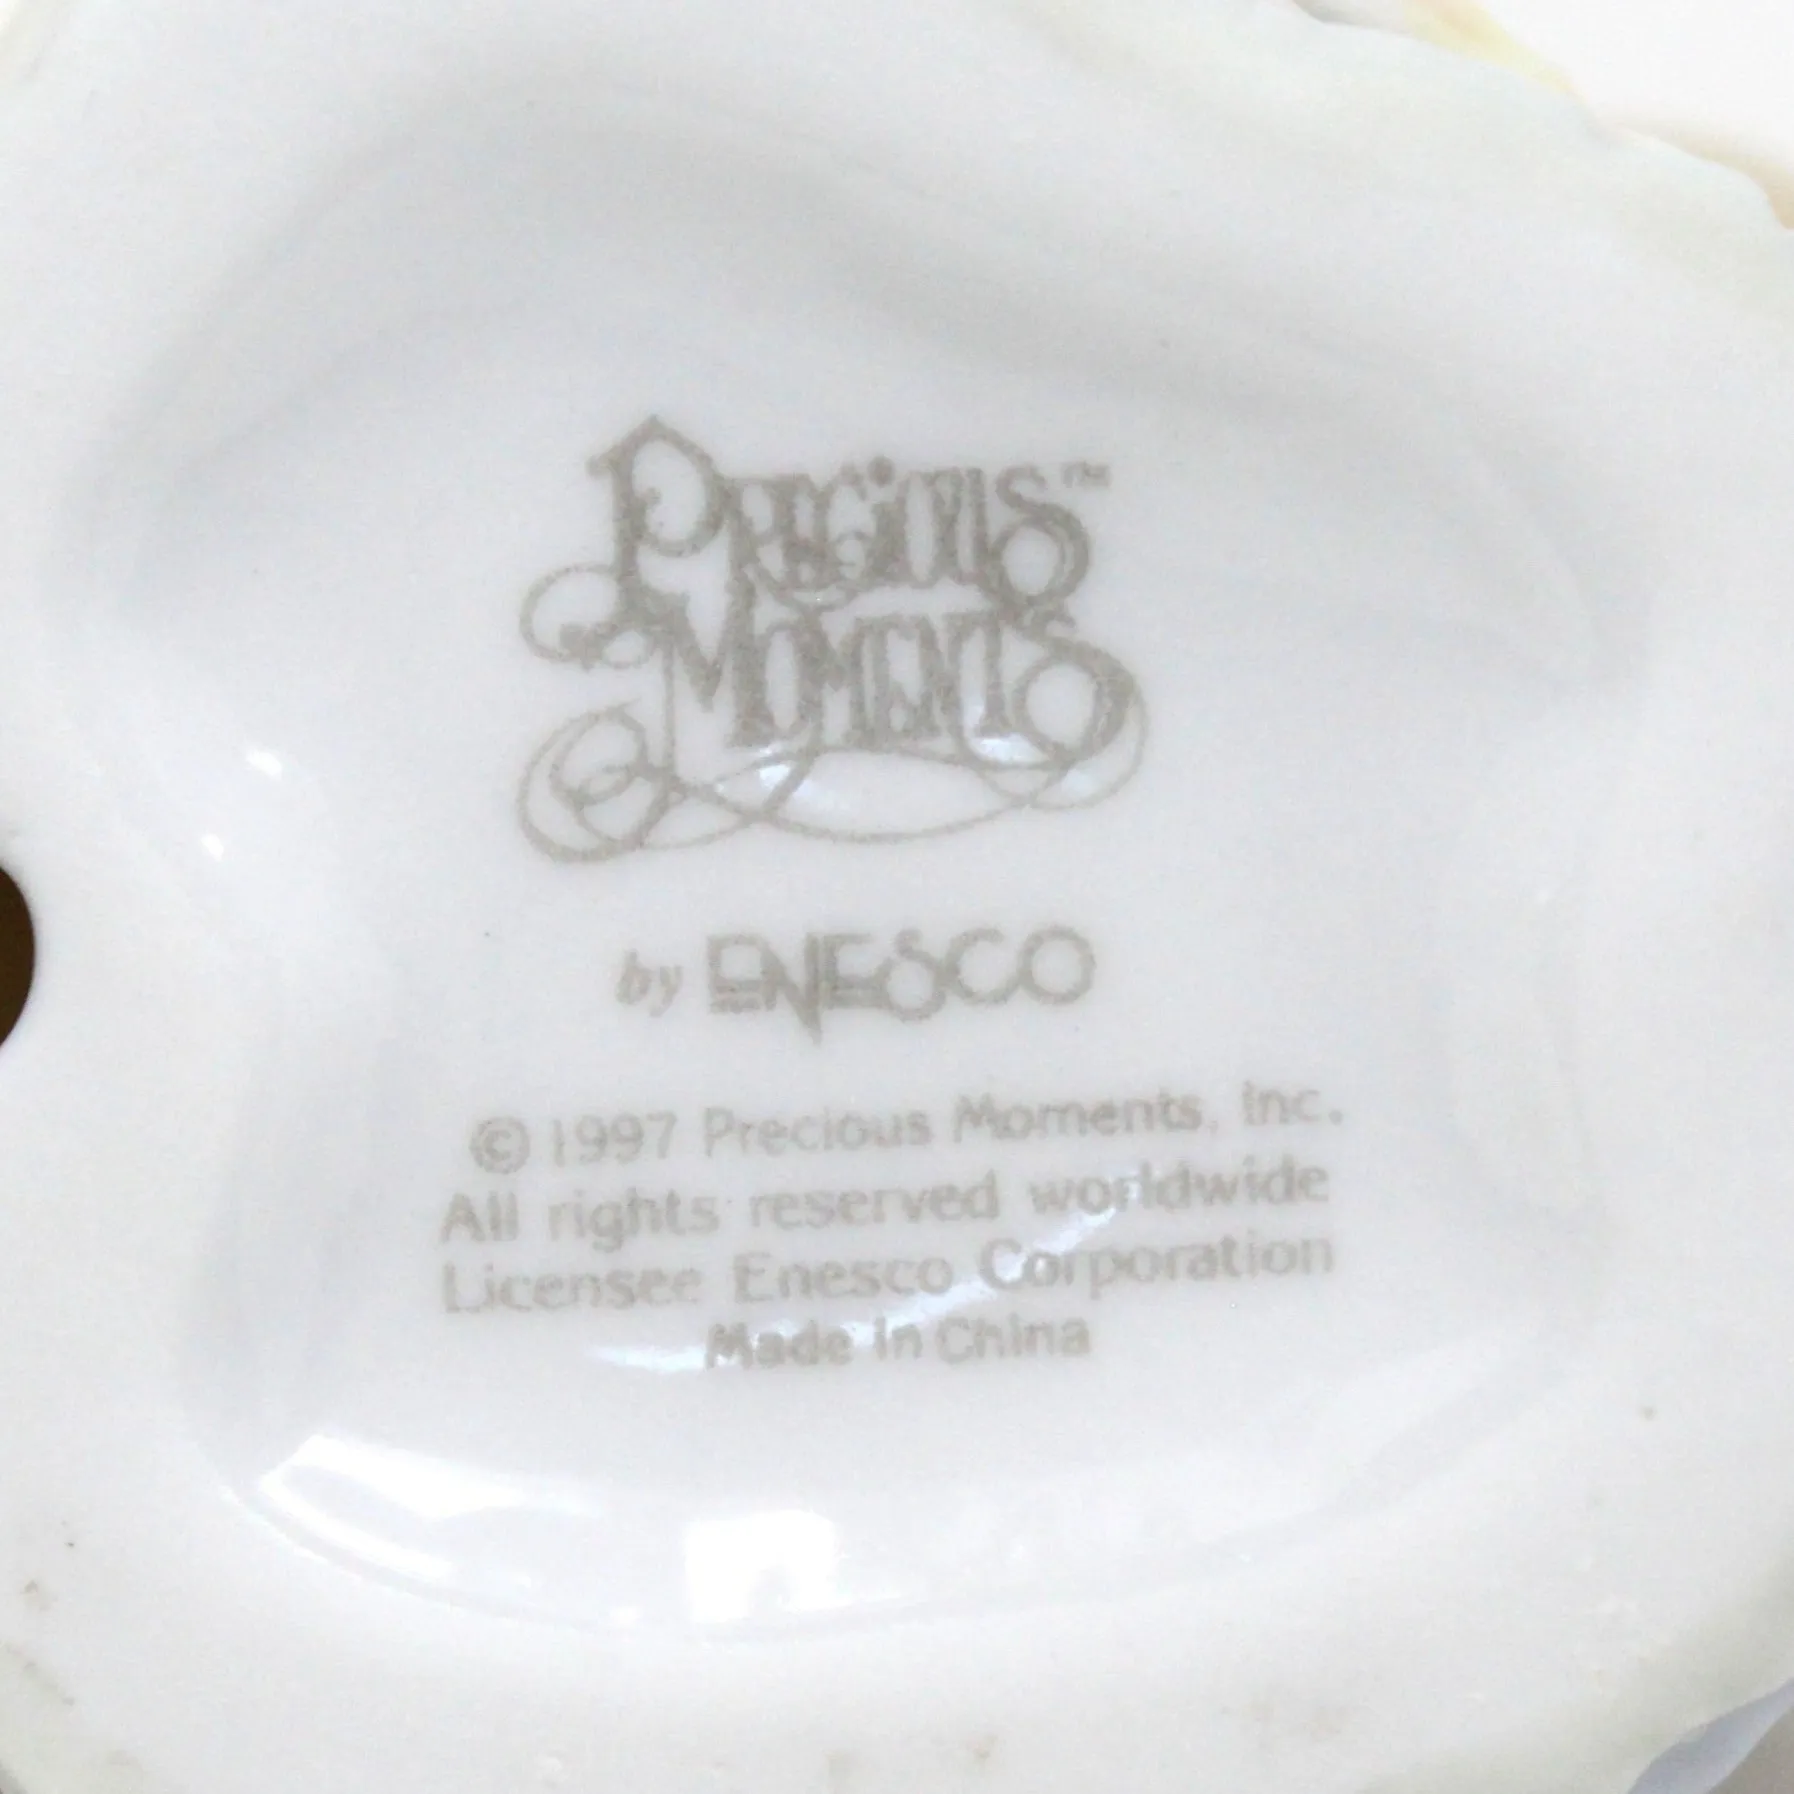 Precious™
Moments
by ENESCO
© 1997 Precious Moments, Inc.
All rights reserved worldwide
Licensee Enesco Corporation
Made in China